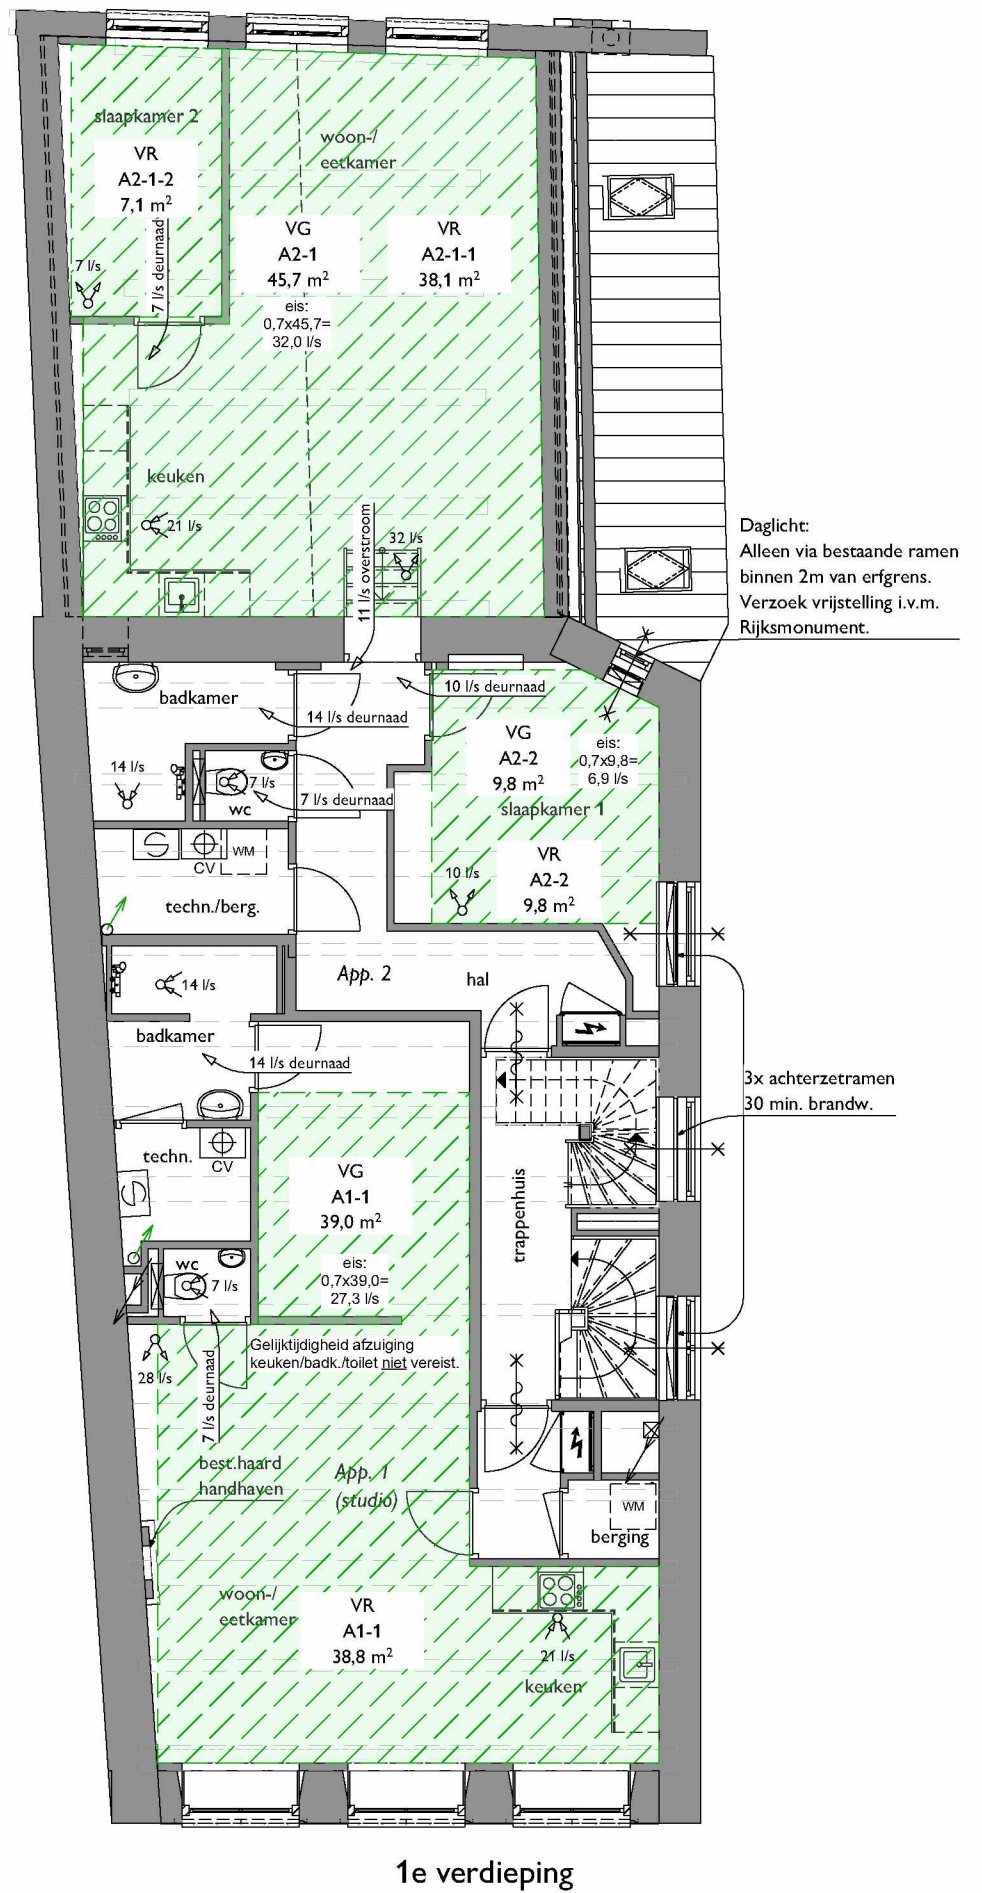 slaapkamer 2
VR
A2-1-2
7,1 m²
7 l/s
7 l/s deurnaad
woon-/
eetkamer
VG
A2-1
45,7 m²
eis:
0,7x45,7=
32,0 l/s
VR
A2-1-1
38,1 m²
keuken
21 l/s
11 l/s overstroom
32 l/s
Daglicht:
Alleen via bestaande ramen
binnen 2m van erfgrens.
Verzoek vrijstelling i.v.m.
Rijksmonument.
badkamer
14 l/s deurnaad
10 l/s deurnaad
14 l/s
7 l/s
wc
7 l/s deurnaad
VG
A2-2
9,8 m²
eis:
0,7x9,8=
6,9 l/s
slaapkamer 1
VR
A2-2
9,8 m²
10 l/s
CV
WM
techn./berg.
App. 2
hal
14 l/s
badkamer
14 l/s deurnaad
3x achterzetramen
30 min. brandw.
techn.
CV
VG
A1-1
39,0 m²
eis:
0,7x39,0=
27,3 l/s
trappenhuis
wc
7 l/s
Gelijktijdigheid afzuiging
keuken/badk./toilet niet vereist.
28 l/s
7 l/s deurnaad
best.haard
handhaven
App. 1
(studio)
WM
berging
woon-/
eetkamer
VR
A1-1
38,8 m²
21 l/s
keuken
1e verdieping